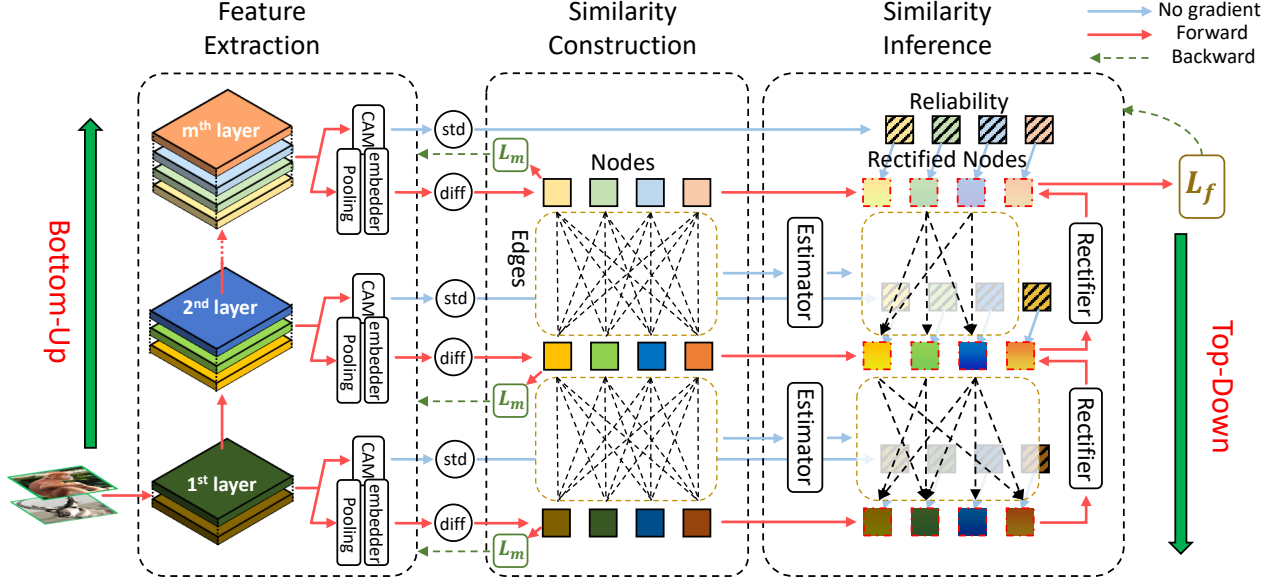 Feature
Extraction
Similarity
Construction
Similarity
Inference
No gradient
Forward
Backward
Bottom-Up
mth layer
CAM
Pooling
embedder
std
diff
Lm
Nodes
Edges
Reliability
Rectified Nodes
Lf
Estimator
Rectifier
Top-Down
2nd layer
CAM
Pooling
embedder
std
diff
Lm
Estimator
Rectifier
1st layer
CAM
Pooling
embedder
std
diff
Lm